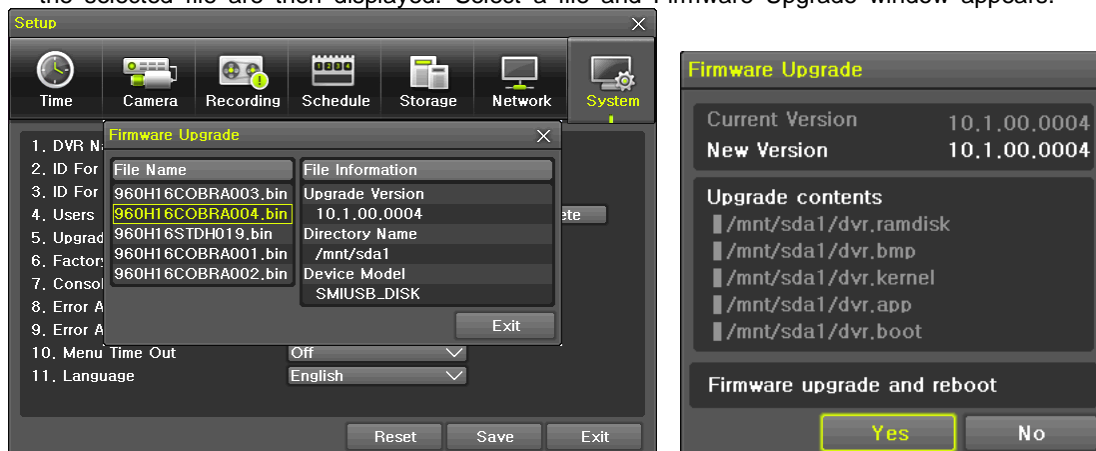 the selected file are then displayed. Select a file and Firmware Upgrade window appears.
Setup
Time Camera Recording Schedule Storage Network System
1. DVR N
2. ID For
3. ID For
4. Users
5. Upgrad
6. Factory
7. Consol
8. Error A
9. Error A
10. Menu Time Out Off
11. Language English
ete
Firmware Upgrade
File Name
960H16COBRA003.bin
960H16COBRA004.bin
960H16STDH019.bin
960H16COBRA001.bin
960H16COBRA002.bin
File Information
Upgrade Version
10.1.00.0004
Directory Name
/mnt/sda1
Device Model
SMIUSB_DISK
Exit
Reset Save Exit
Firmware Upgrade
Current Version 10.1.00.0004
New Version 10.1.00.0004
Upgrade contents
/mnt/sda1/dvr.ramdisk
/mnt/sda1/dvr.bmp
/mnt/sda1/dvr.kernel
/mnt/sda1/dvr.app
/mnt/sda1/dvr.boot
Firmware upgrade and reboot
Yes No